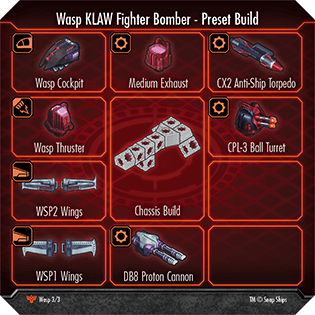 Wasp KLAW Fighter Bomber - Preset Build
Wasp Cockpit
Medium Exhaust
CX2 Anti-Ship Torpedo
Wasp Thruster
CPL-3 Ball Turret
WSP2 Wings
Chassis Build
WSP1 Wings
DB8 Proton Cannon
Wasp 3/3
TM © Snap Ships